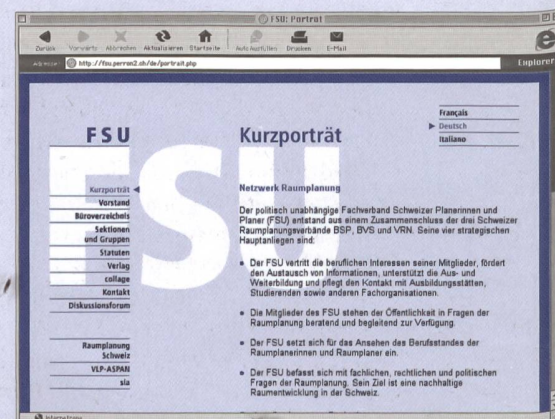 FSU: Porträt
Zurück Vorwärts Abbrechen Aktualisieren Startseite Auto Ausfüllen Drucken E-Mail
Adresse: http://fsu.perron2.ch/de/portrait.php
Explorer
Français
Deutsch
Italiano
FSU
Kurzporträt
FSU
Kurzporträt
Vorstand
Büroverzeichnis
Sektionen
und Gruppen
Statuten
Verlag
collage
Kontakt
Diskussionsforum
Raumplanung
Schweiz
VLP-ASPAN
sia
Netzwerk Raumplanung
Der politisch unabhängige Fachverband Schweizer Planerinnen und
Planer (FSU) entstand aus einem Zusammenschluss der drei Schweizer
Raumplanungsverbände BSP, BVS und VRN. Seine vier strategischen
Hauptanliegen sind:
• Der FSU vertritt die beruflichen Interessen seiner Mitglieder, fördert
den Austausch von Informationen, unterstützt die Aus- und
Weiterbildung und pflegt den Kontakt mit Ausbildungsstätten,
Studierenden sowie anderen Fachorganisationen.
• Die Mitglieder des FSU stehen der Öffentlichkeit in Fragen der
Raumplanung beratend und begleitend zur Verfügung.
• Der FSU setzt sich für das Ansehen des Berufsstandes der
Raumplanerinnen und Raumplaner ein.
• Der FSU befasst sich mit fachlichen, rechtlichen und politischen
Fragen der Raumplanung. Sein Ziel ist eine nachhaltige
Raumentwicklung in der Schweiz.